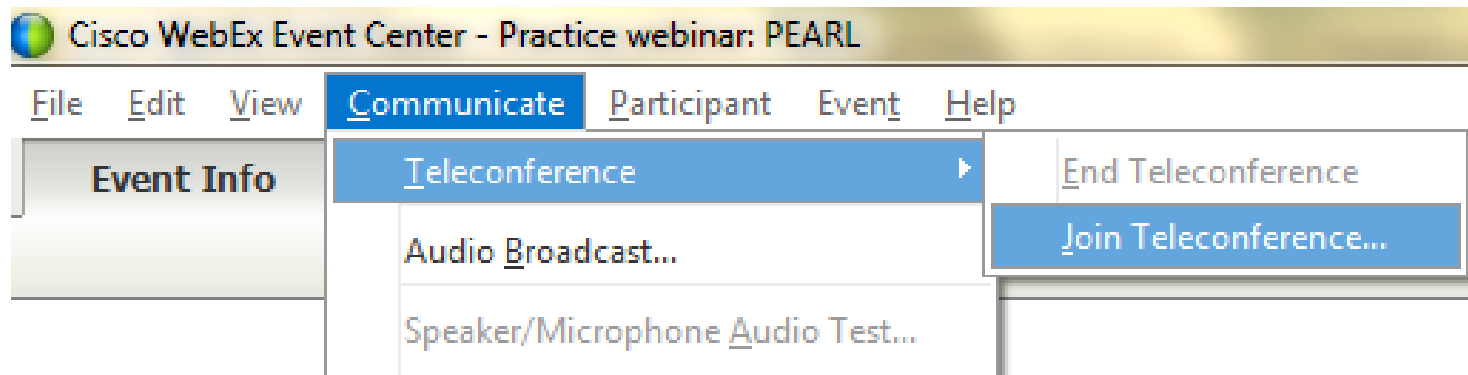 Cisco WebEx Event Center - Practice webinar: PEARL
File Edit View Communicate Participant Event Help
Event Info
Teleconference
End Teleconference
Join Teleconference...
Audio Broadcast...
Speaker/Microphone Audio Test...